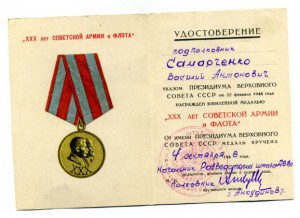 "XXX лет СОВЕТСКОЙ АРМИИ
и ФЛОТА"
XXX
УДОСТОВЕРЕНИЕ
подполковник
Самарченко
Василий Антонович
УКАЗОМ ПРЕЗИДИУМА ВЕРХОВНОГО
СОВЕТА СССР от 22 февраля 1948 года
НАГРАЖДЕН ЮБИЛЕЙНОЙ МЕДАЛЬЮ
"XXX лет СОВЕТСКОЙ АРМИИ
и ФЛОТА"
От имени ПРЕЗИДИУМА ВЕРХОВНОГО
СОВЕТА СССР МЕДАЛЬ ВРУЧЕНА
4 октября
Начальник
Полковник